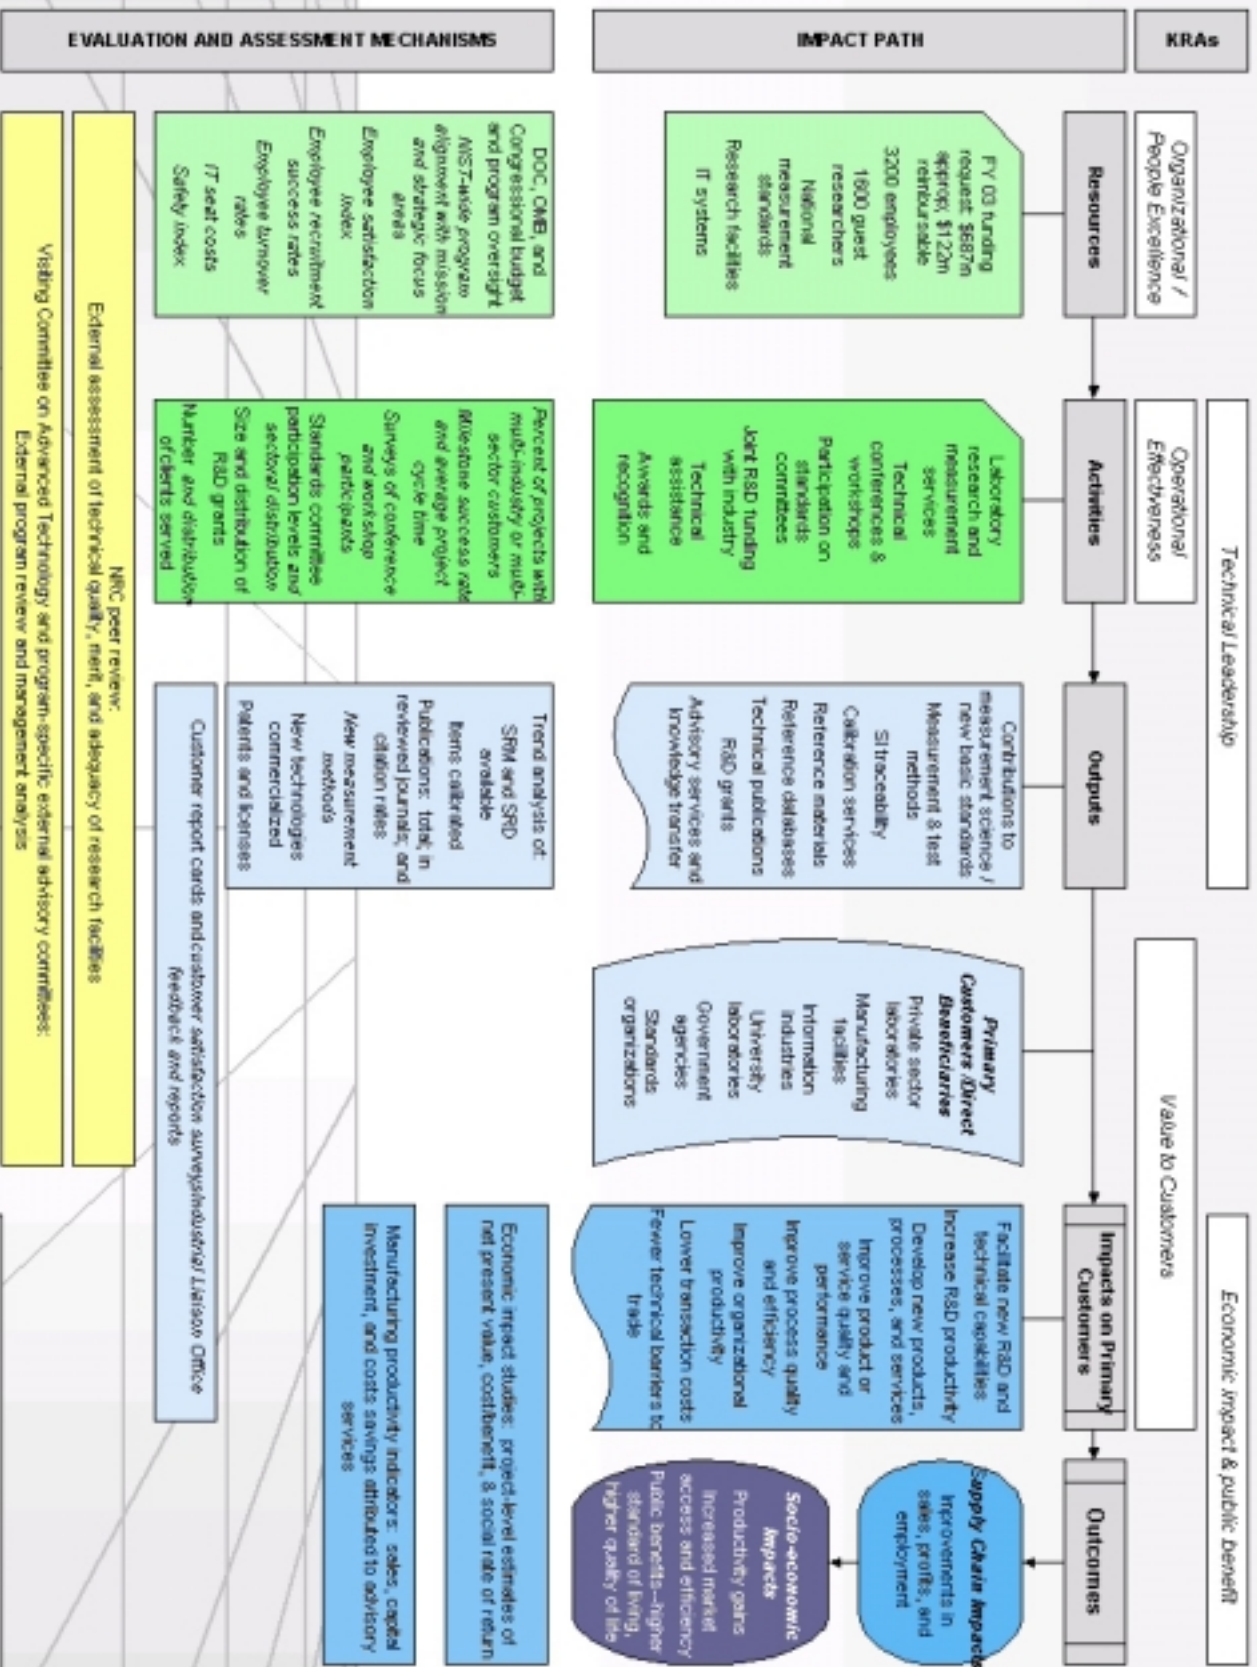 KRAs
Organizational /
People Excellence
Operational
Effectiveness
Technical Leadership
Value to Customers
Economic impact & public benefit
IMPACT PATH
Resources
Activities
Outputs
Impacts on Primary
Customers
Outcomes
FY 03 funding
request: $687m
approp; $122m
reimbursable
3200 employees
1600 guest
researchers
National
measurement
standards
Research facilities
IT systems
Laboratory
research and
measurement
services
Technical
conferences &
workshops
Participation on
standards
committees
Joint R&D funding
with industry
Technical
assistance
Awards and
recognition
Contributions to
measurement science /
new basic standards
Measurement & test
methods
SI traceability
Calibration services
Reference materials
Reference databases
Technical publications
R&D grants
Advisory services and
knowledge transfer
Primary
Customers /Direct
Beneficiaries
Private sector
laboratories
Manufacturing
facilities
Information
industries
University
laboratories
Government
agencies
Standards
organizations
Facilitate new R&D and
technical capabilities
Increase R&D productivity
Develop new products,
processes, and services
Improve product or
service quality and
performance
Improve process quality
and efficiency
Improve organizational
productivity
Lower transaction costs
Fewer technical barriers to
trade
Supply Chain Impacts
Improvements in
sales, profits, and
employment
Socio-economic
Impacts
Productivity gains
Increased market
access and efficiency
Public benefits--higher
standard of living,
higher quality of life
EVALUATION AND ASSESSMENT MECHANISMS
DOC, OMB, and
Congressional budget
and program oversight
NIST-wide program
alignment with mission
and strategic focus
areas
Employee satisfaction
index
Employee recruitment
success rates
Employee turnover
rates
IT seat costs
Safety index
Percent of projects with
multi-industry or multi-
sector customers
Milestone success rate
and average project
cycle time
Surveys of conference
and workshop
participants
Standards committee
participation levels and
sectoral distribution
Size and distribution of
R&D grants
Number and distribution
of clients served
Trend analysis of:
SRM and SRD
available
Items calibrated
Publications: total; in
reviewed journals; and
citation rates
New measurement
methods
New technologies
commercialized
Patents and licenses
Economic impact studies: project-level estimates of
net present value, cost/benefit, & social rate of return
Manufacturing productivity indicators: sales, capital
investment, and costs savings attributed to advisory
services
Customer report cards and customer satisfaction surveysIndustrial Liaison Office
feedback and reports
NRC peer review:
External assessment of technical quality, merit, and adequacy of research facilities
Visiting Committee on Advanced Technology and program-specific external advisory committees:
External program review and management analysis